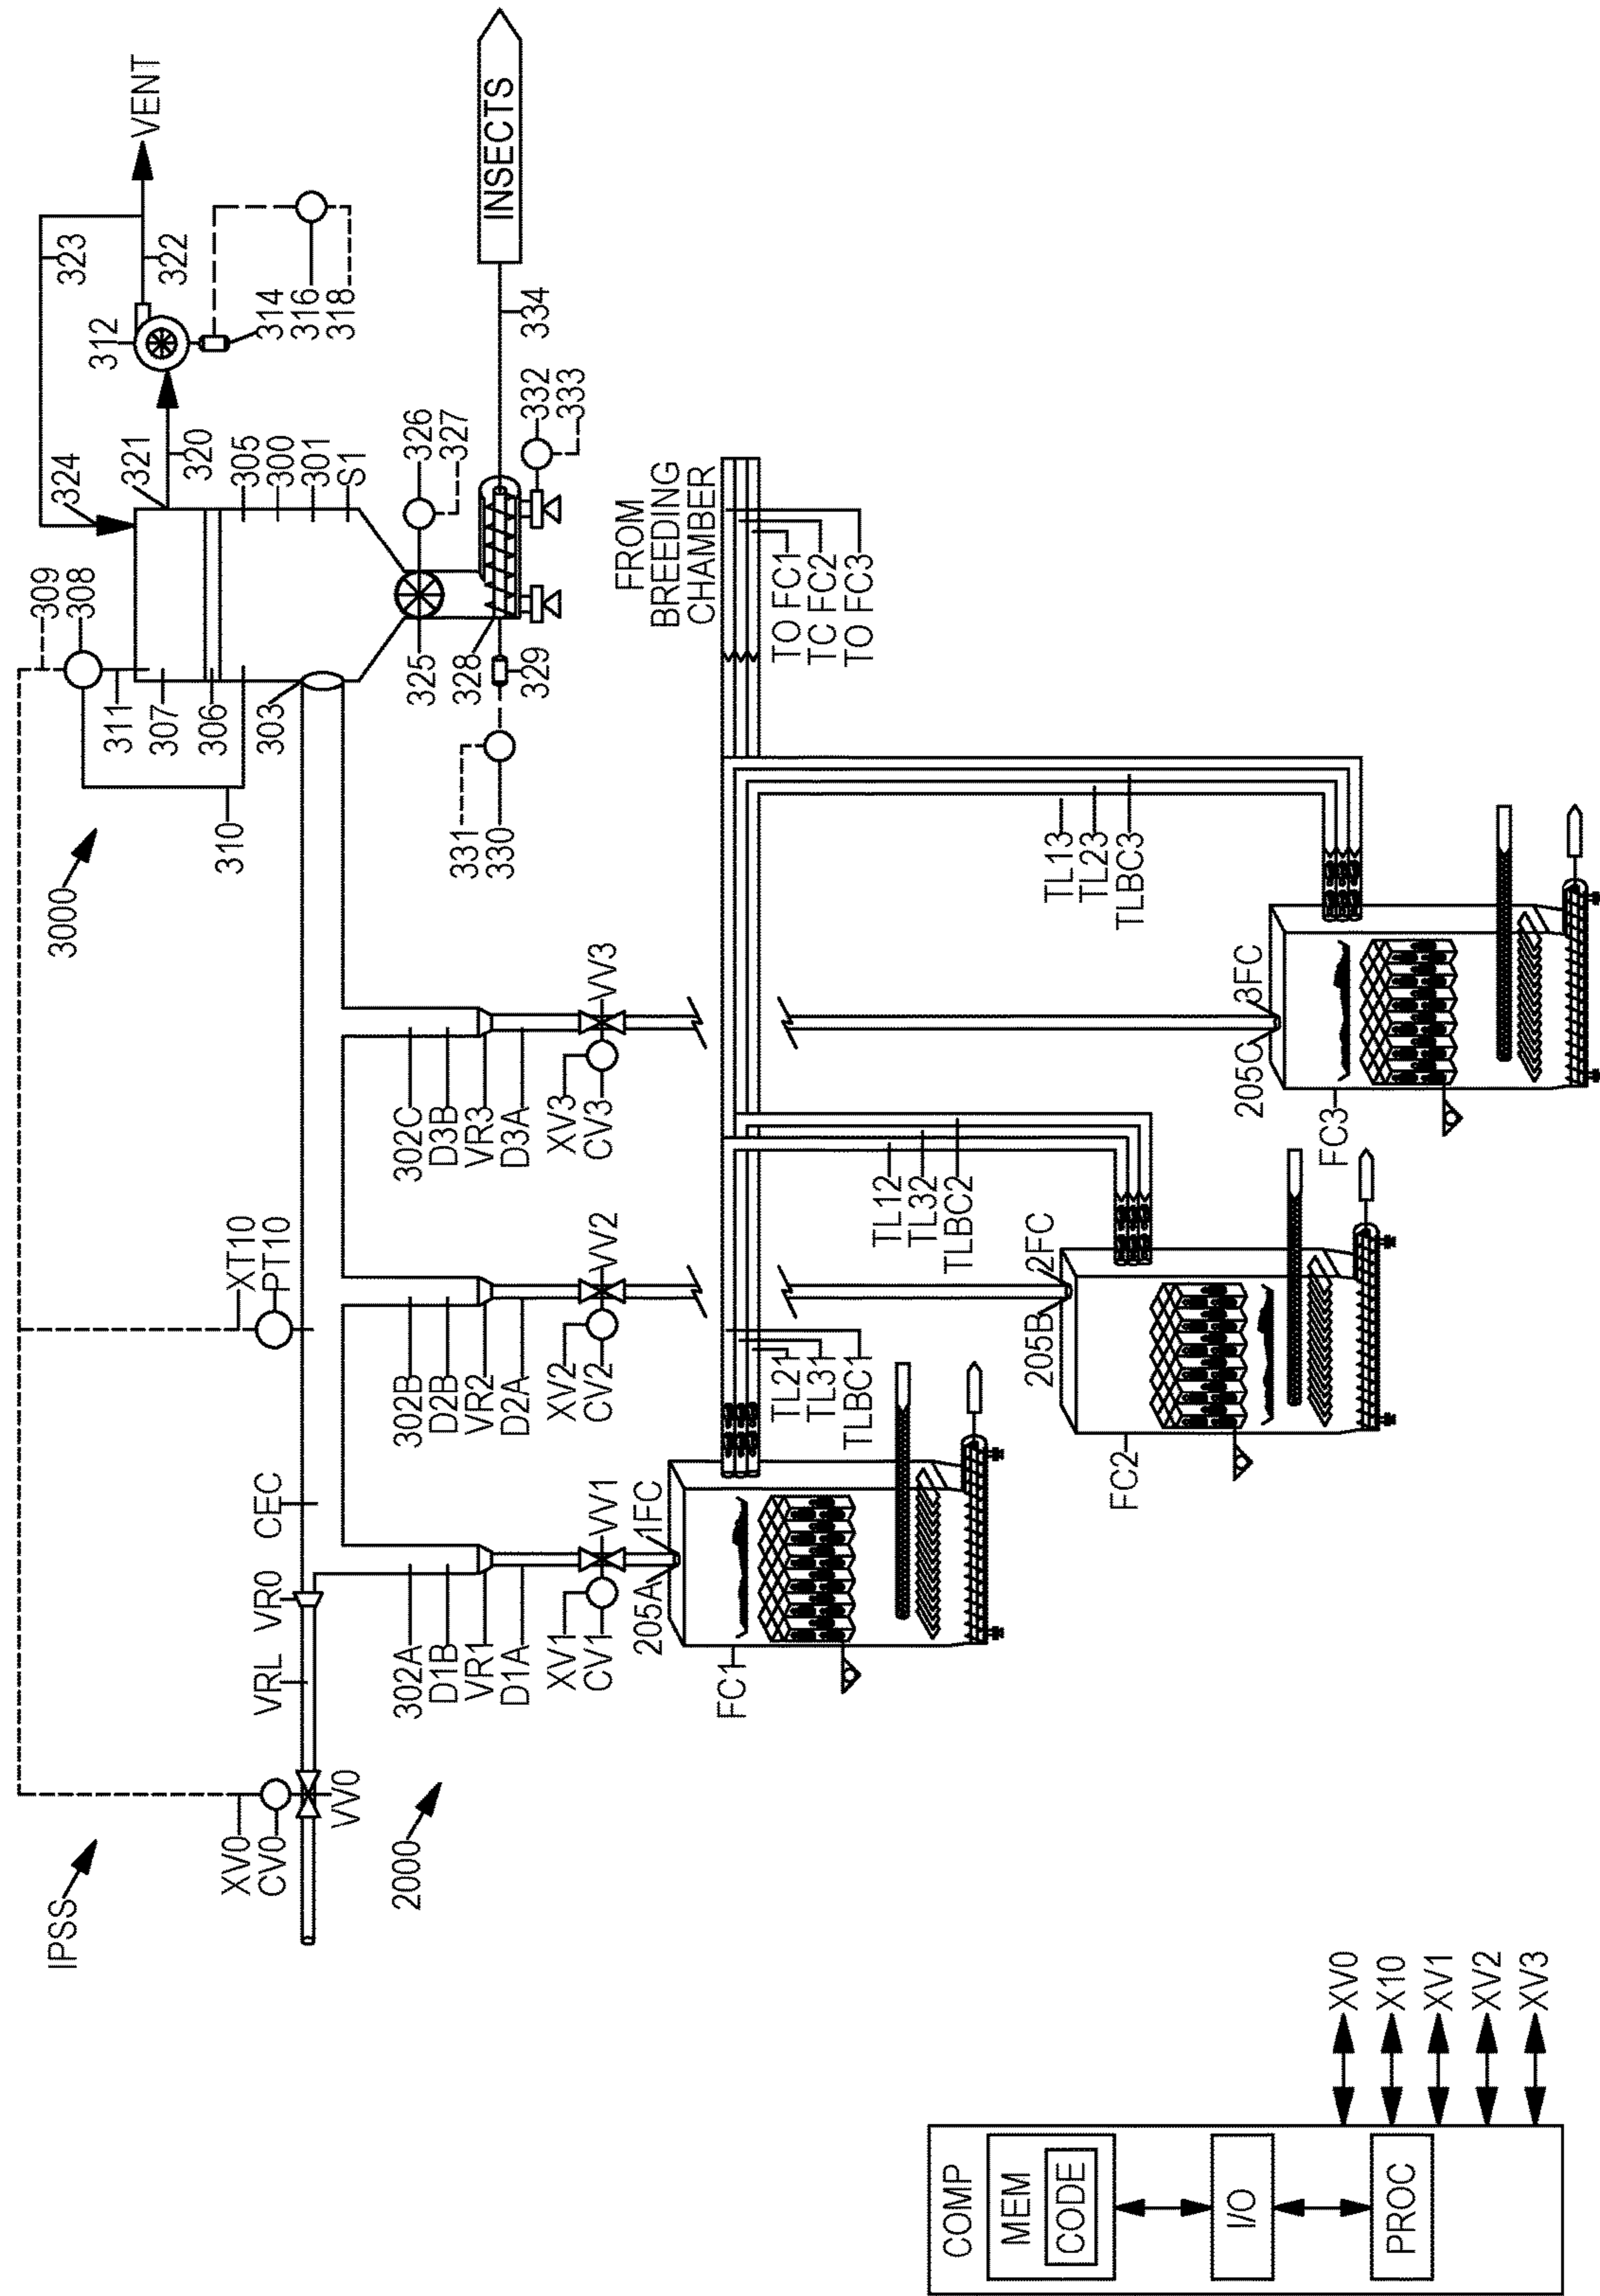 IPSS
3000
309
308
311
307
306
303
310
324
323
321
320
305
300
301
S1
312
322
VENT
314
316
318
326
327
325
328
329
331
330
332
333
334
INSECTS
XV0
CV0
VV0
VRL
VR0
CEC
XT10
PT10
2000
302A
D1B
VR1
D1A
XV1
CV1
VV1
205A
1FC
FC1
302B
D2B
VR2
D2A
XV2
CV2
VV2
205B
2FC
FC2
302C
D3B
VR3
D3A
XV3
CV3
VV3
205C
3FC
FC3
TL21
TL31
TLBC1
TL12
TL32
TLBC2
TL13
TL23
TLBC3
FROM
BREEDING
CHAMBER
TO FC1
TC FC2
TO FC3
COMP
MEM
CODE
I/O
PROC
XV0
X10
XV1
XV2
XV3